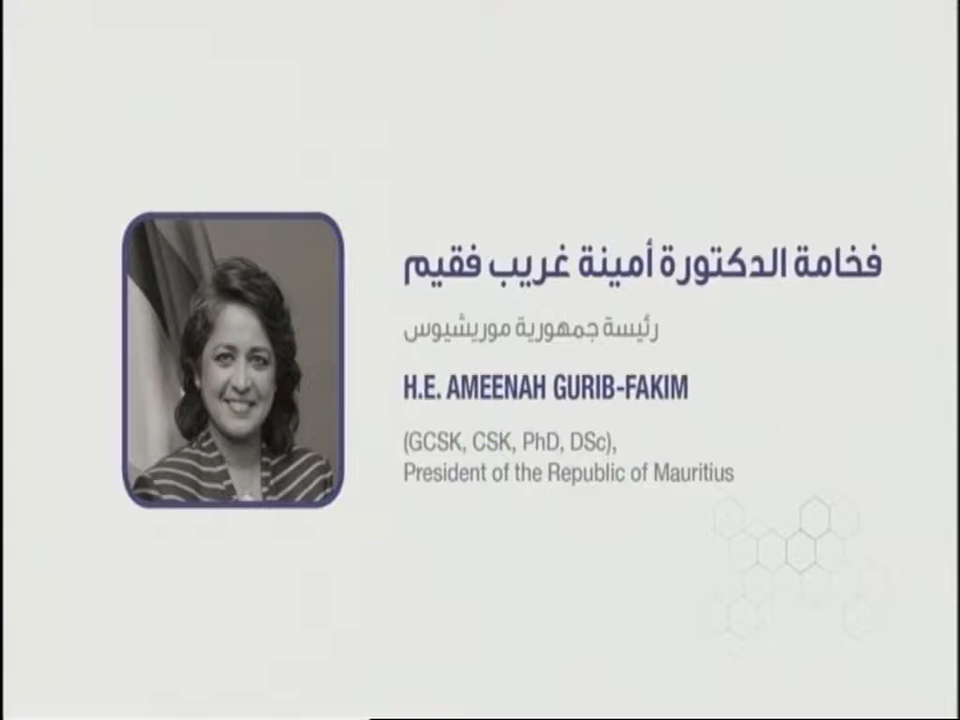 فخامة الدكتورة أمينة غريب فقيم
رئيسة جمهورية موريشيوس
H.E. AMEENAH GURIB-FAKIM
(GCSK, CSK, PhD, DSc),
President of the Republic of Mauritius